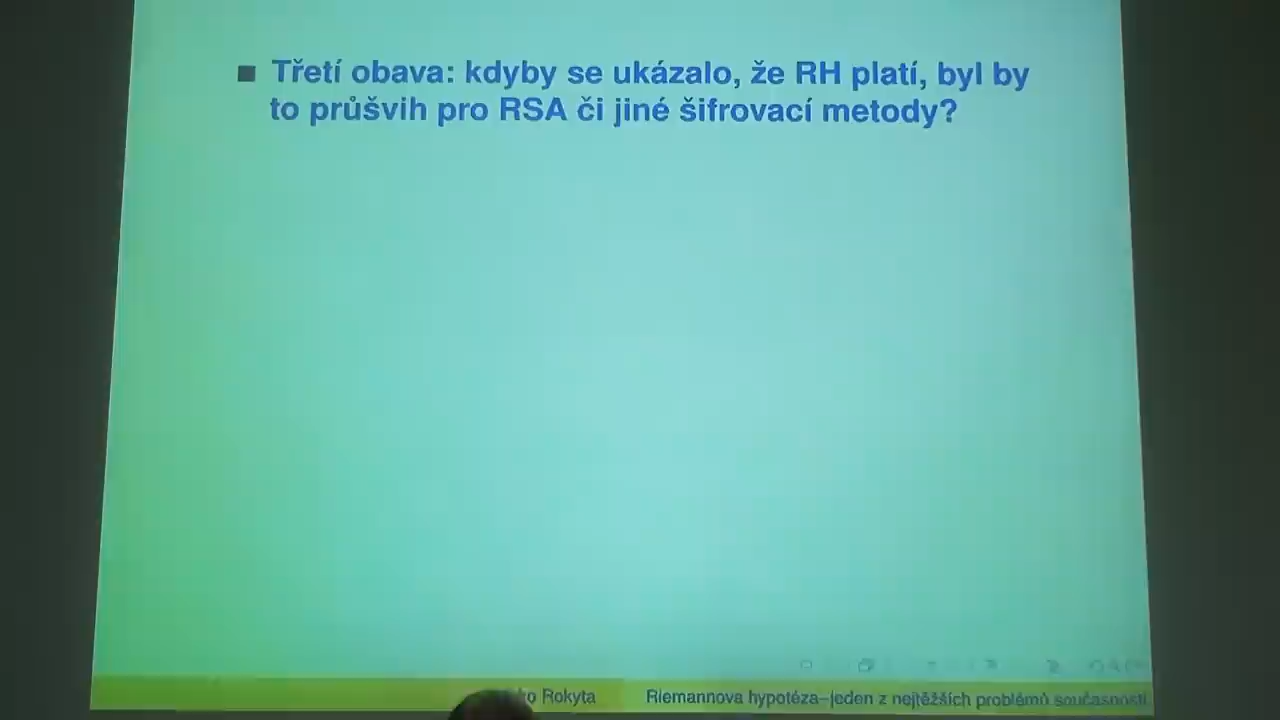 Třetí obava: kdyby se ukázalo, že RH platí, byl by
to průšvih pro RSA či jiné šifrovací metody?
Rokyta
Riemannova hypotéza–jeden z nejtěžších problémů současnosti